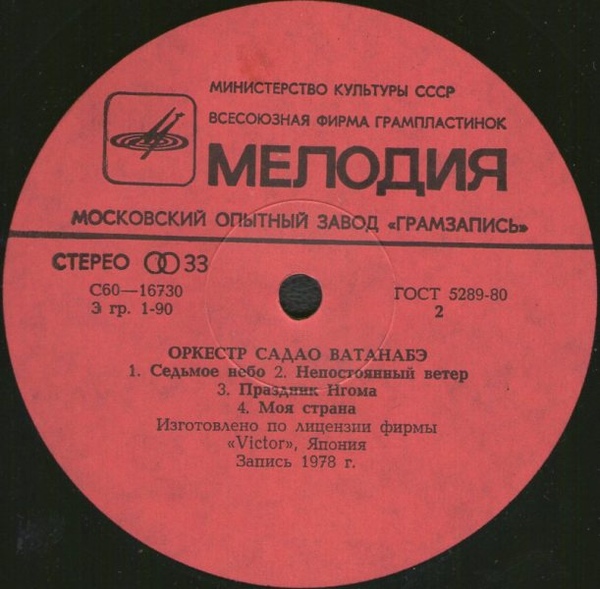 МИНИСТЕРСТВО КУЛЬТУРЫ СССР
ВСЕСОЮЗНАЯ ФИРМА ГРАМПЛАСТИНОК
МЕЛОДИЯ
МОСКОВСКИЙ ОПЫТНЫЙ ЗАВОД «ГРАМЗАПИСЬ»
СТЕРЕО 33
С60—16730
Э гр. 1-90
ГОСТ 5289-80
2
ОРКЕСТР САДАО ВАТАНАБЭ
1. Седьмое небо 2. Непостоянный ветер
3. Праздник Нгома
4. Моя страна
Изготовлено по лицензии фирмы
«Victor», Япония
Запись 1978 г.